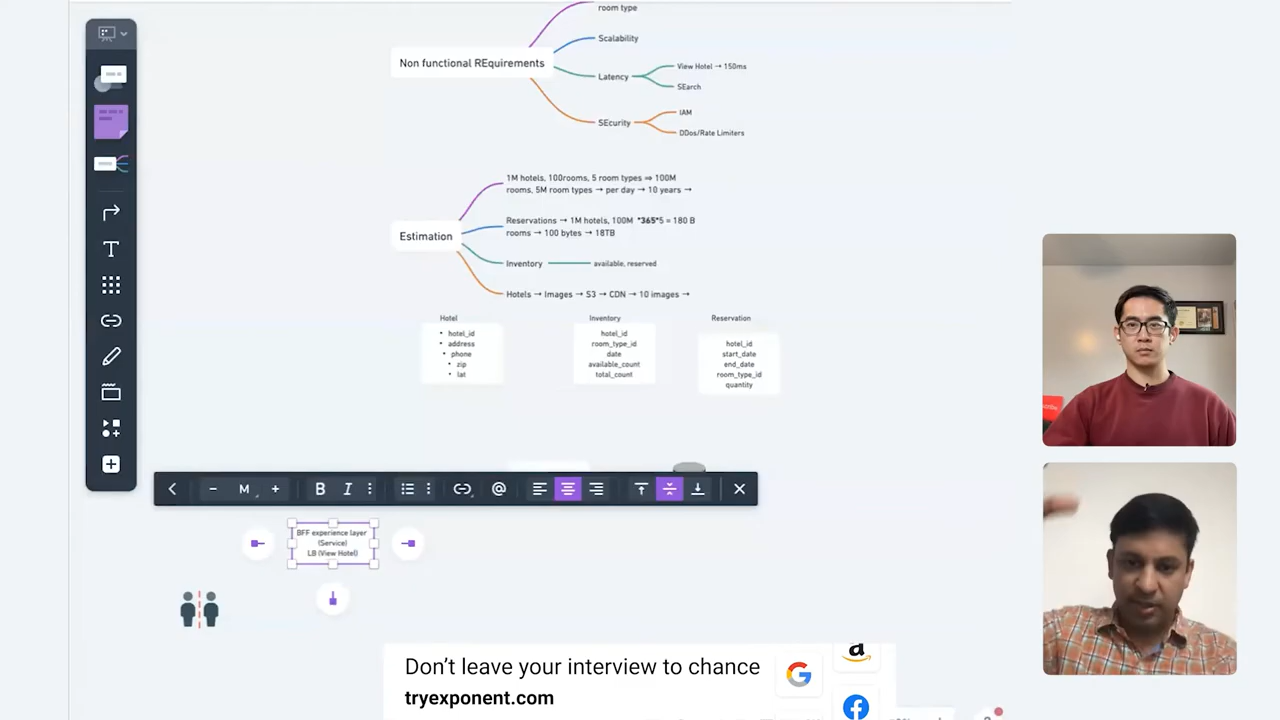 room type
Non functional REquirements
Scalability
Latency
View Hotel → 150ms
SEarch
SEcurity
IAM
DDos/Rate Limiters
Estimation
1M hotels, 100rooms, 5 room types ⇒ 100M
rooms, 5M room types → per day → 10 years →
Reservations → 1M hotels, 100M *365*5 = 180 B
rooms → 100 bytes → 18TB
Inventory
available, reserved
Hotels → Images → S3 → CDN → 10 images →
Hotel
• hotel_id
• address
• phone
• zip
• lat
Inventory
hotel_id
room_type_id
date
available_count
total_count
Reservation
hotel_id
start_date
end_date
room_type_id
quantity
T
− M + B I @
BFF experience layer
(Service)
LB (View Hotel)
Don’t leave your interview to chance
tryexponent.com